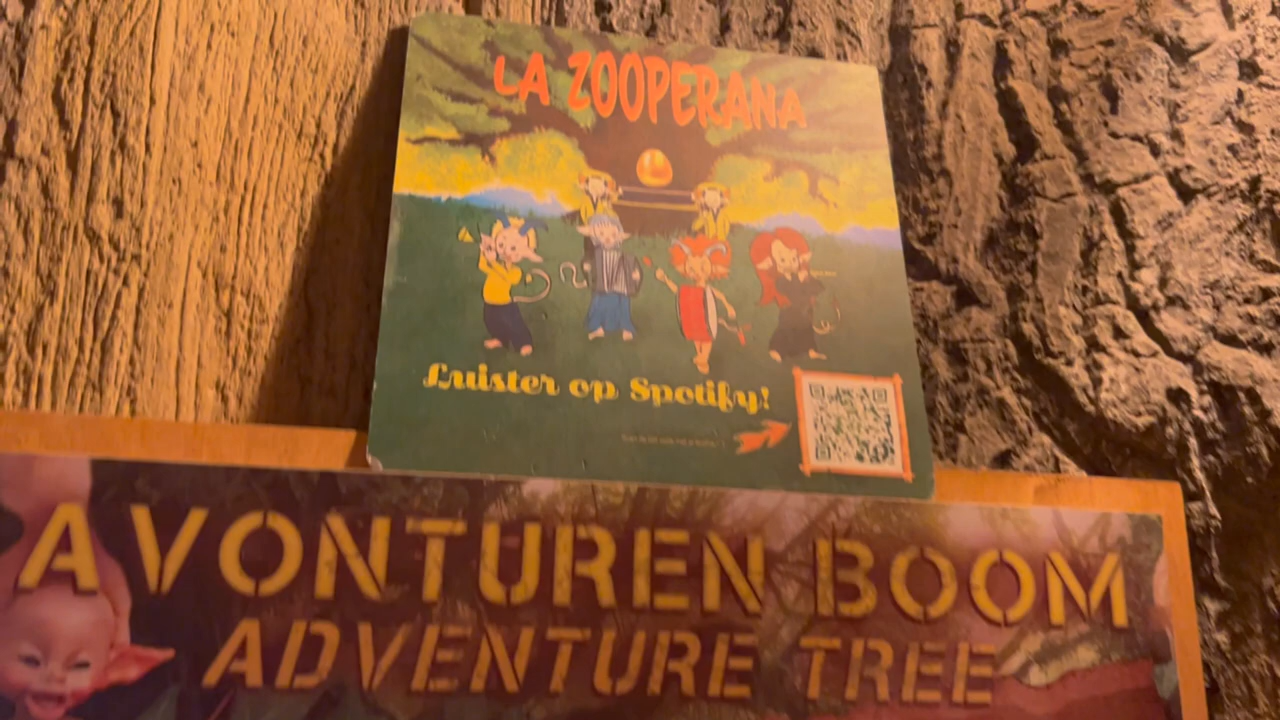 LA ZOOPERANA
Luister op Spotify!
AVONTUREN BOOM
ADVENTURE TREE